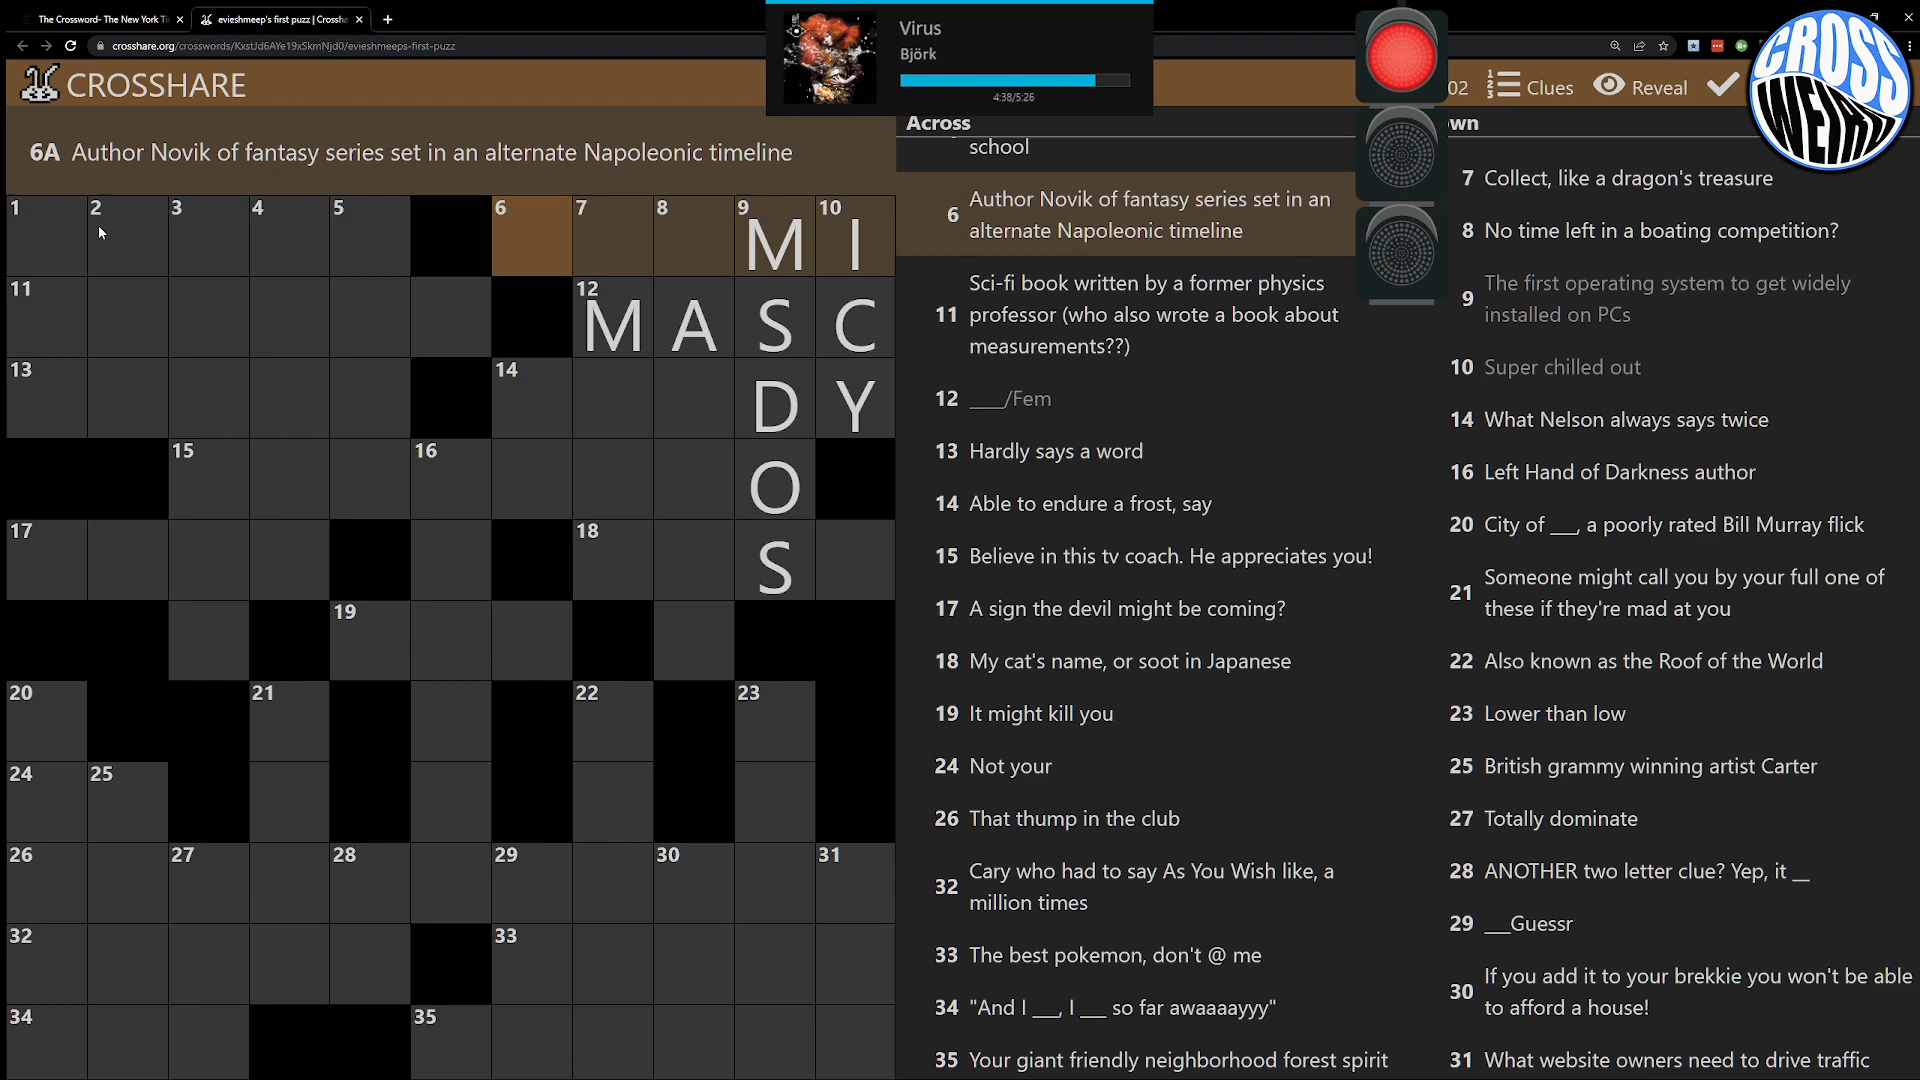 The Crossword- The New York Ti
evieshmeep's first puzz | Crossha
crosshare.org/crosswords/KxstJd6AYe19xSkmNjd0/evieshmeeps-first-puzz
Virus
Björk
4:38/5:26
CROSSHARE
02
Clues
Reveal
CROSS
WEIRD
6A Author Novik of fantasy series set in an alternate Napoleonic timeline
1 2 3 4 5 6 7 8 9 M 10 I
11 12 M A S C
13 14 D Y
15 16 O
17 18 S
19
20 21 22 23
24 25
26 27 28 29 30 31
32 33
34 35
Across
school
6 Author Novik of fantasy series set in an
alternate Napoleonic timeline
11 Sci-fi book written by a former physics
professor (who also wrote a book about
measurements??)
12 ____/Fem
13 Hardly says a word
14 Able to endure a frost, say
15 Believe in this tv coach. He appreciates you!
17 A sign the devil might be coming?
18 My cat's name, or soot in Japanese
19 It might kill you
24 Not your
26 That thump in the club
32 Cary who had to say As You Wish like, a
million times
33 The best pokemon, don't @ me
34 "And I ___, I ___ so far awaaaayyy"
35 Your giant friendly neighborhood forest spirit
wn
7 Collect, like a dragon's treasure
8 No time left in a boating competition?
9 The first operating system to get widely
installed on PCs
10 Super chilled out
14 What Nelson always says twice
16 Left Hand of Darkness author
20 City of ___, a poorly rated Bill Murray flick
21 Someone might call you by your full one of
these if they're mad at you
22 Also known as the Roof of the World
23 Lower than low
25 British grammy winning artist Carter
27 Totally dominate
28 ANOTHER two letter clue? Yep, it __
29 ___Guessr
30 If you add it to your brekkie you won't be able
to afford a house!
31 What website owners need to drive traffic